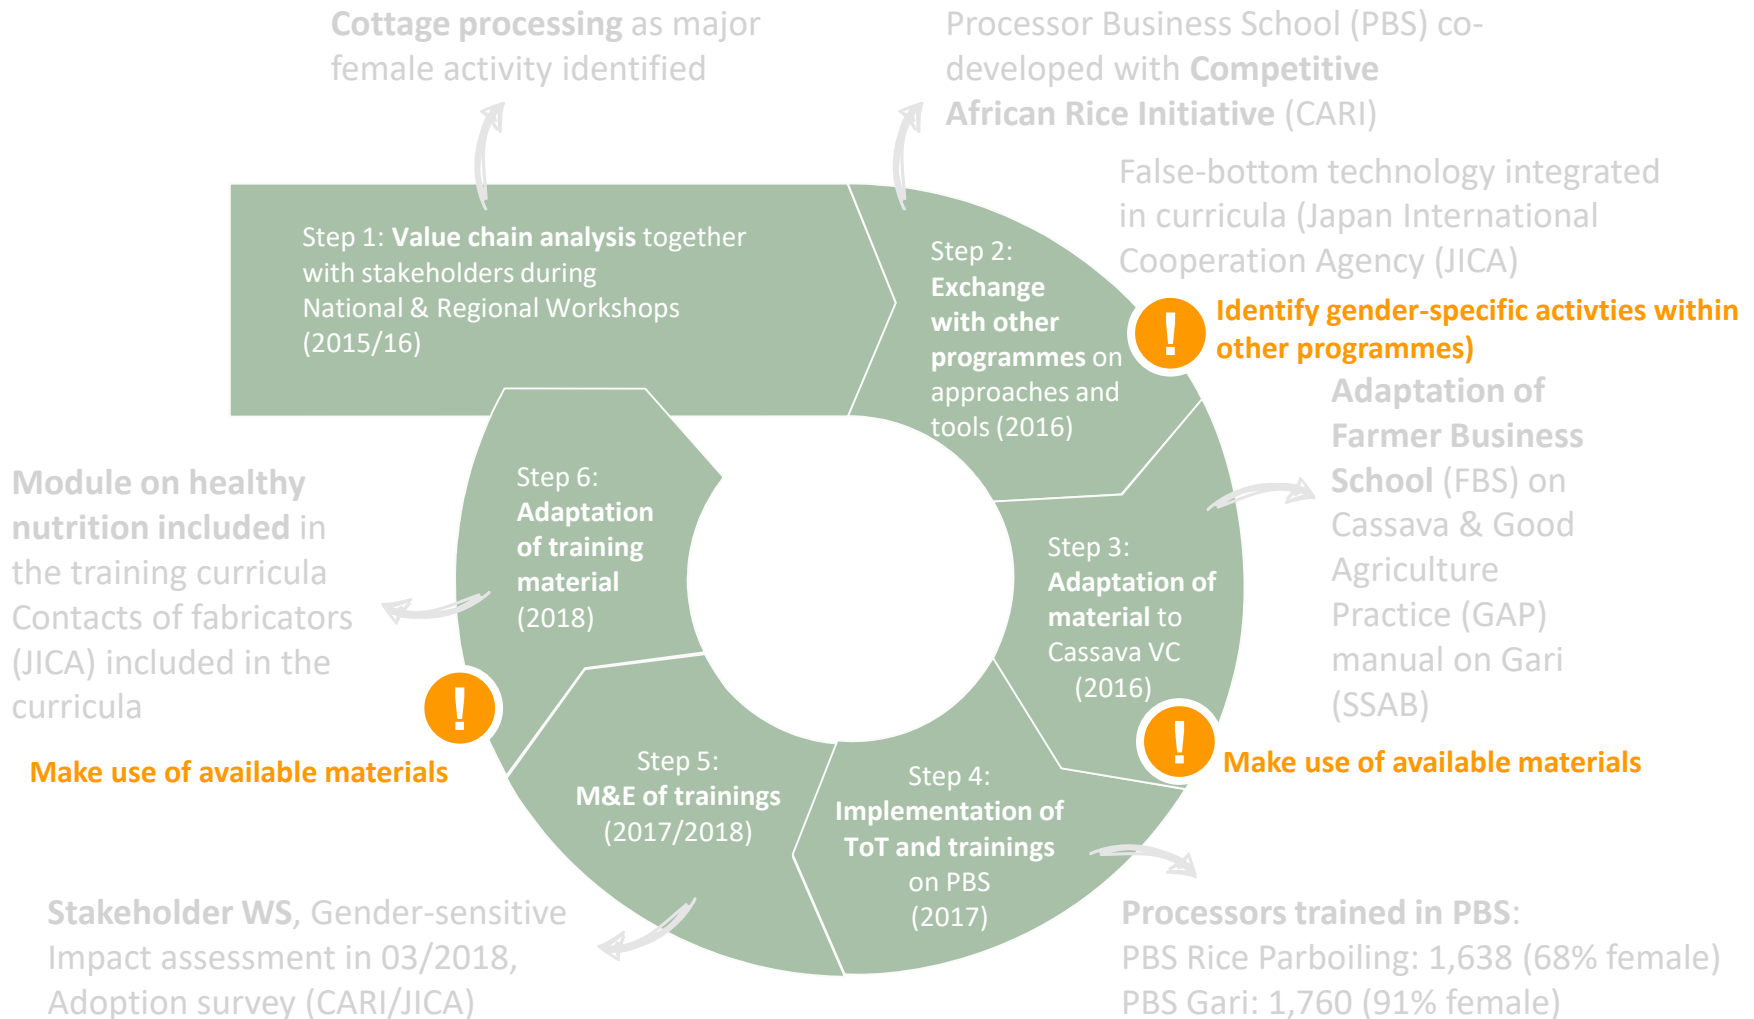 Cottage processing as major
female activity identified
Processor Business School (PBS) co-
developed with Competitive
African Rice Initiative (CARI)
False-bottom technology integrated
in curricula (Japan International
Cooperation Agency (JICA)
Step 1: Value chain analysis together
with stakeholders during
National & Regional Workshops
(2015/16)
Step 2:
Exchange
with other
programmes on
approaches and
tools (2016)
!
Identify gender-specific activties within
other programmes)
Adaptation of
Farmer Business
School (FBS) on
Cassava & Good
Agriculture
Practice (GAP)
manual on Gari
(SSAB)
Step 3:
Adaptation of
material to
Cassava VC
(2016)
!
Make use of available materials
Step 4:
Implementation of
ToT and trainings
on PBS
(2017)
Processors trained in PBS:
PBS Rice Parboiling: 1,638 (68% female)
PBS Gari: 1,760 (91% female)
Step 5:
M&E of trainings
(2017/2018)
Stakeholder WS, Gender-sensitive
Impact assessment in 03/2018,
Adoption survey (CARI/JICA)
Step 6:
Adaptation
of training
material
(2018)
Module on healthy
nutrition included in
the training curricula
Contacts of fabricators
(JICA) included in the
curricula
!
Make use of available materials